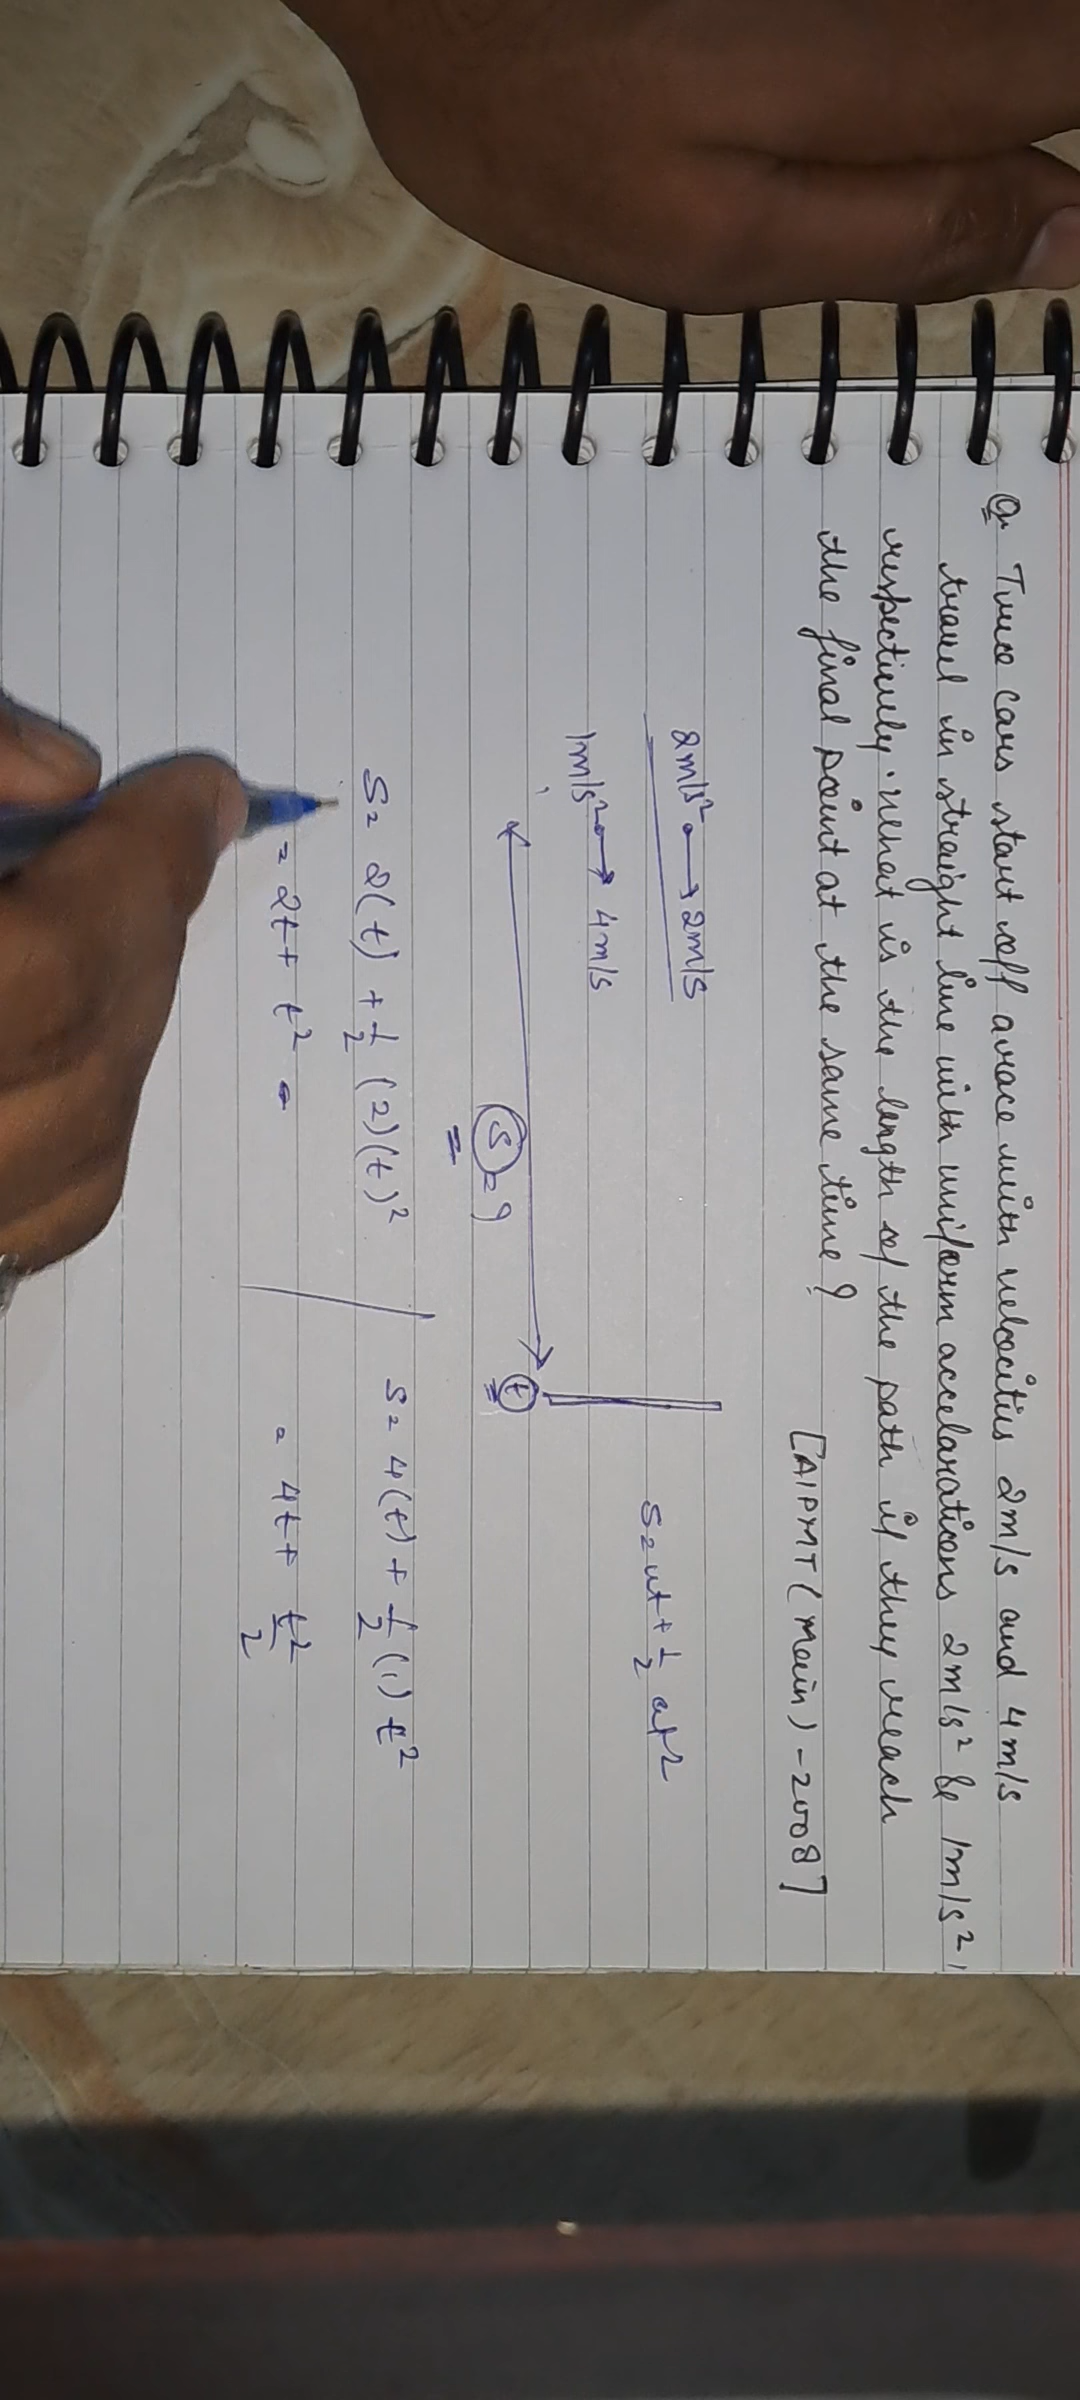 Q Two cars start off a race with velocities 2m/s and 4m/s
travel in straight line with uniform accelarations 2m/s² & 1m/s²,
respectively. What is the length of the path if they reach
the final point at the same time?
[AIPMT (Main) - 2008]
2m/s² → 2m/s
S = ut + 1/2 at²
1m/s² → 4m/s
S = ?
t
S = 2(t) + 1/2 (2)(t)²
S = 4(t) + 1/2 (1) t²
= 2t + t² -
= 4t + t²/2